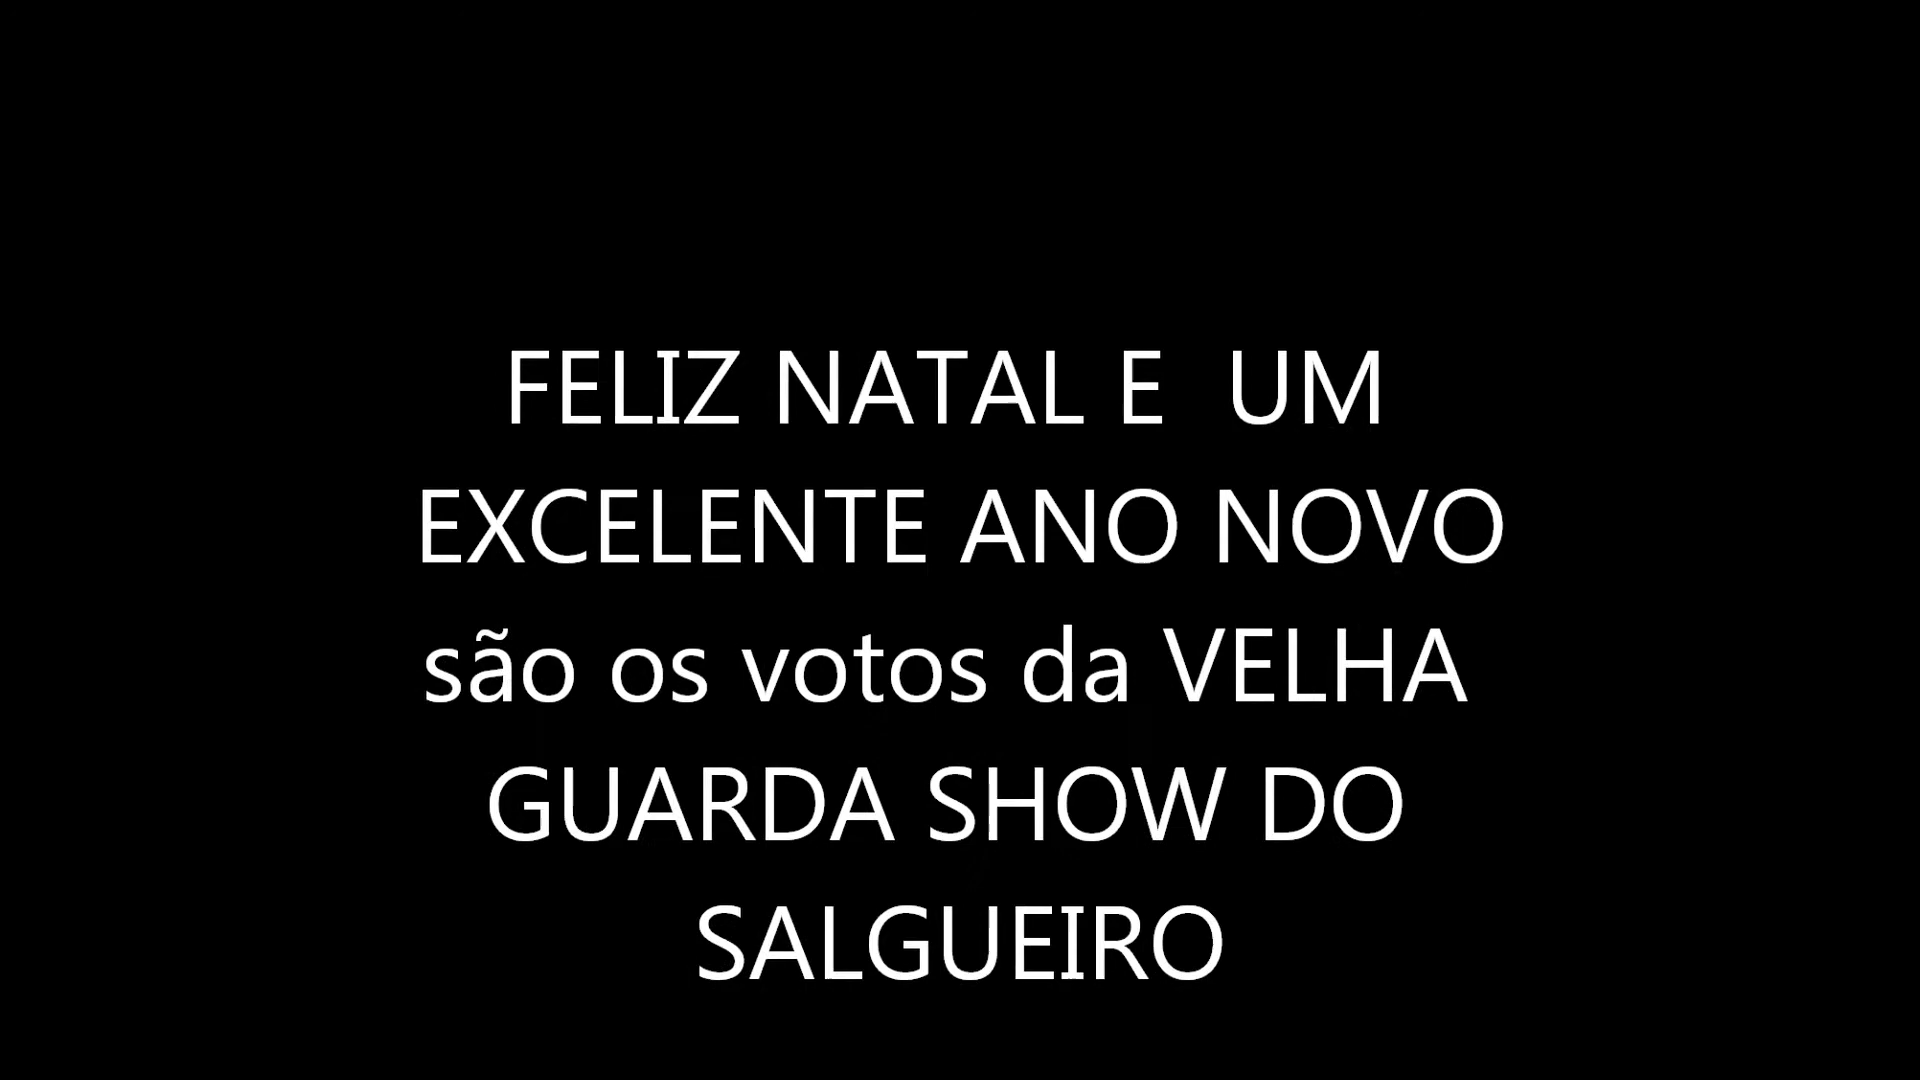 FELIZ NATAL E  UM
EXCELENTE ANO NOVO
são os votos da VELHA
GUARDA SHOW DO
SALGUEIRO